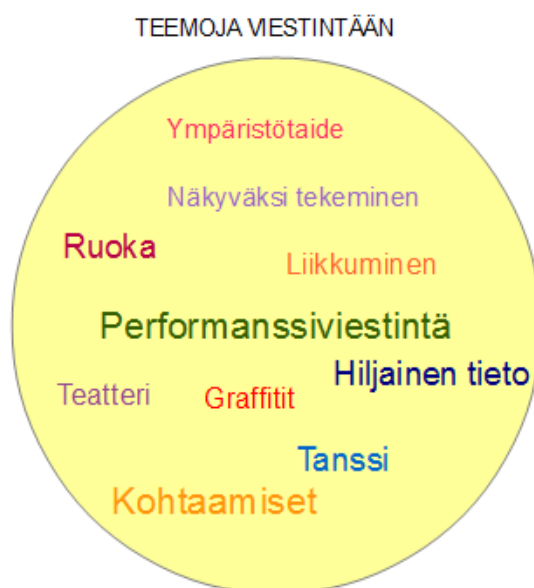 TEEMOJA VIESTINTÄÄN
Ympäristötaide
Näkyväksi tekeminen
Ruoka
Liikkuminen
Performanssiviestintä
Hiljainen tieto
Teatteri
Graffitit
Tanssi
Kohtaamiset